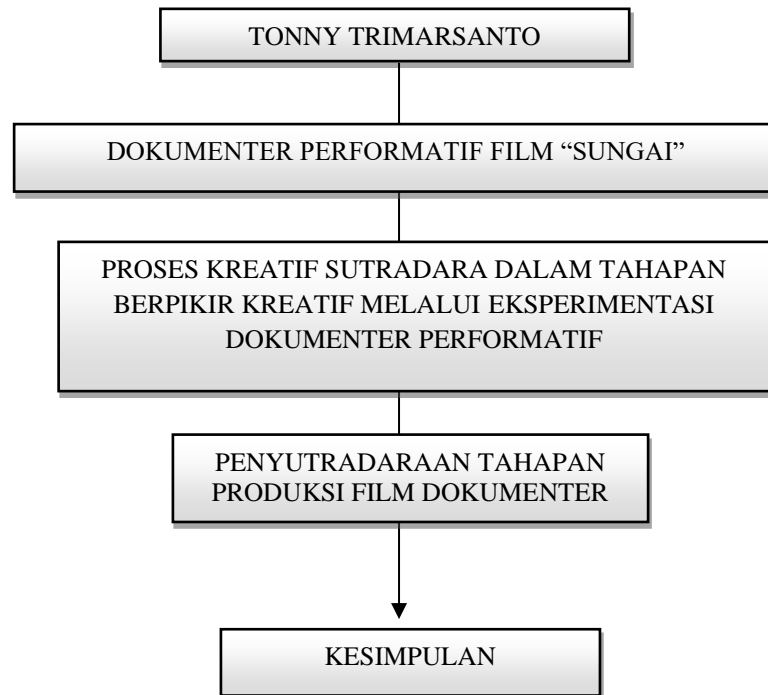 TONNY TRIMARSANTO
DOKUMENTER PERFORMATIF FILM “SUNGAI”
PROSES KREATIF SUTRADARA DALAM TAHAPAN
BERPIKIR KREATIF MELALUI EKSPERIMENTASI
DOKUMENTER PERFORMATIF
PENYUTRADARAAN TAHAPAN
PRODUKSI FILM DOKUMENTER
KESIMPULAN